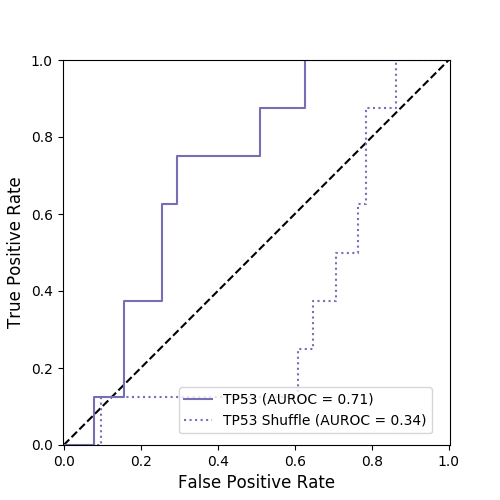 1.0
0.8
0.6
0.4
0.2
0.0
True Positive Rate
TP53 (AUROC = 0.71)
TP53 Shuffle (AUROC = 0.34)
0.0 0.2 0.4 0.6 0.8 1.0
False Positive Rate